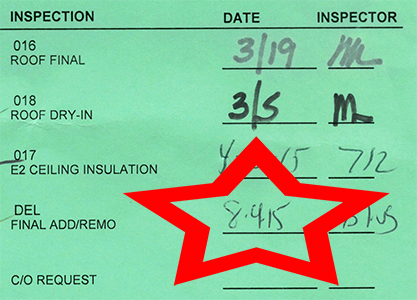 INSPECTION DATE INSPECTOR
016 3/19
ROOF FINAL
018 3/5
ROOF DRY-IN
017
E2 CEILING INSULATION
DEL 8.4.15
FINAL ADD/REMO
C/O REQUEST